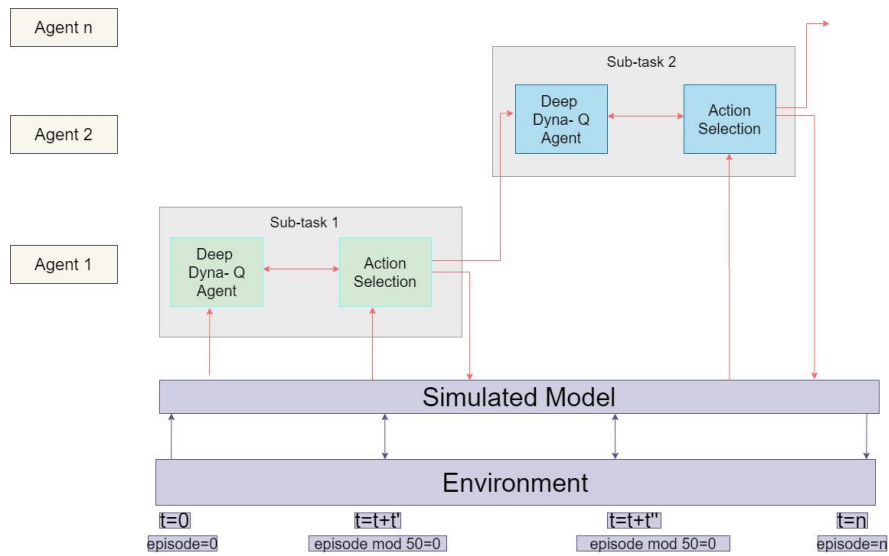 Agent n
Sub-task 2
Deep
Dyna- Q
Agent
Action
Selection
Agent 2
Sub-task 1
Deep
Dyna- Q
Agent
Action
Selection
Agent 1
Simulated Model
Environment
t=0
t=t+t'
t=t+t''
t=n
episode=0
episode mod 50=0
episode mod 50=0
episode=n